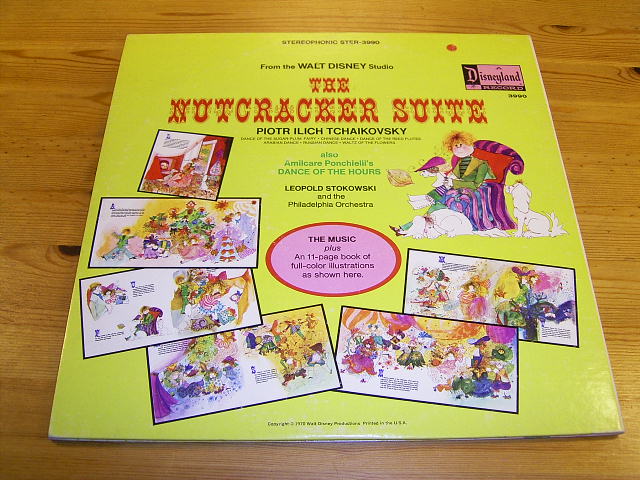 STEREOPHONIC STER-3990
From the WALT DISNEY Studio
Disneyland
RECORD
3990
THE
NUTCRACKER SUITE
PIOTR ILICH TCHAIKOVSKY
DANCE OF THE SUGAR-PLUM FAIRY • CHINESE DANCE • DANCE OF THE REED FLUTES
ARABIAN DANCE • RUSSIAN DANCE • WALTZ OF THE FLOWERS
also
Amilcare Ponchielli's
DANCE OF THE HOURS
LEOPOLD STOKOWSKI
and the
Philadelphia Orchestra
THE MUSIC
plus
An 11-page book of
full-color illustrations
as shown here.
Copyright © 1970 Walt Disney Productions Printed in the U.S.A.